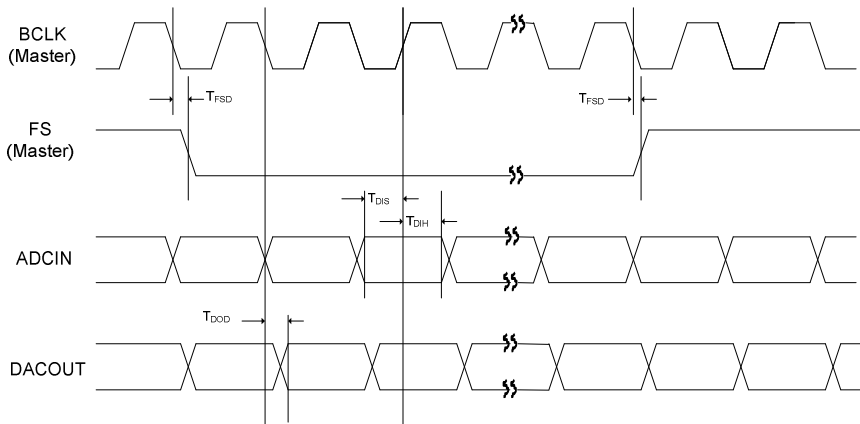 BCLK
(Master)
TFSD
TFSD
FS
(Master)
TDIS
TDIH
ADCIN
TDOD
DACOUT